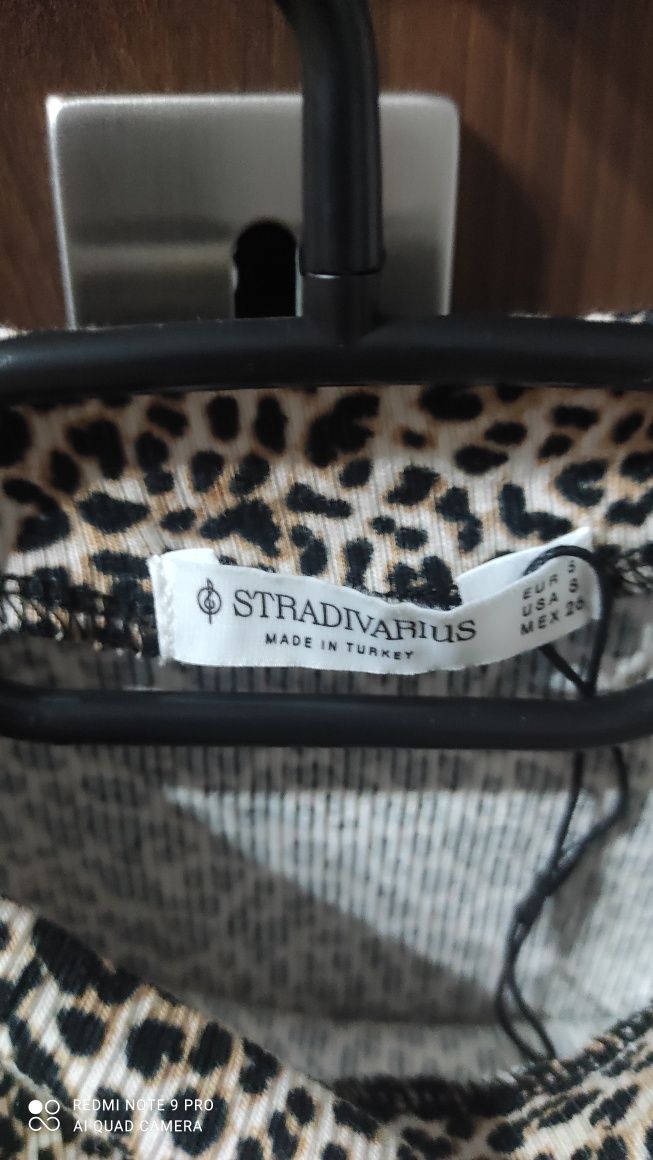 STRADIVARIUS
MADE IN TURKEY
EUR S
USA S
MEX 26
REDMI NOTE 9 PRO
AI QUAD CAMERA